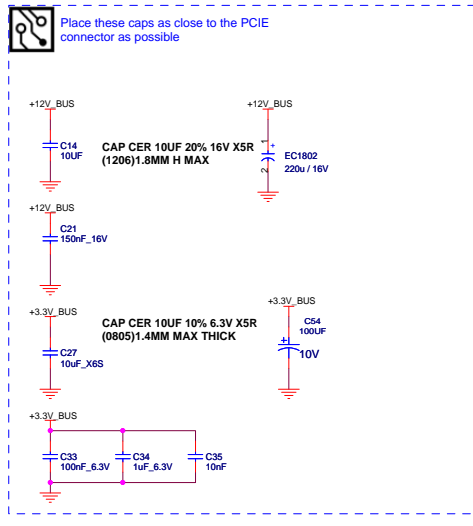 Place these caps as close to the PCIE
connector as possible
+12V_BUS
C14
10UF
CAP CER 10UF 20% 16V X5R
(1206)1.8MM H MAX
+12V_BUS
1
+
2
EC1802
220u / 16V
+12V_BUS
C21
150nF_16V
+3.3V_BUS
C27
10uF_X6S
CAP CER 10UF 10% 6.3V X5R
(0805)1.4MM MAX THICK
+3.3V_BUS
C54
100UF
+
10V
+3.3V_BUS
C33
100nF_6.3V
C34
1uF_6.3V
C35
10nF